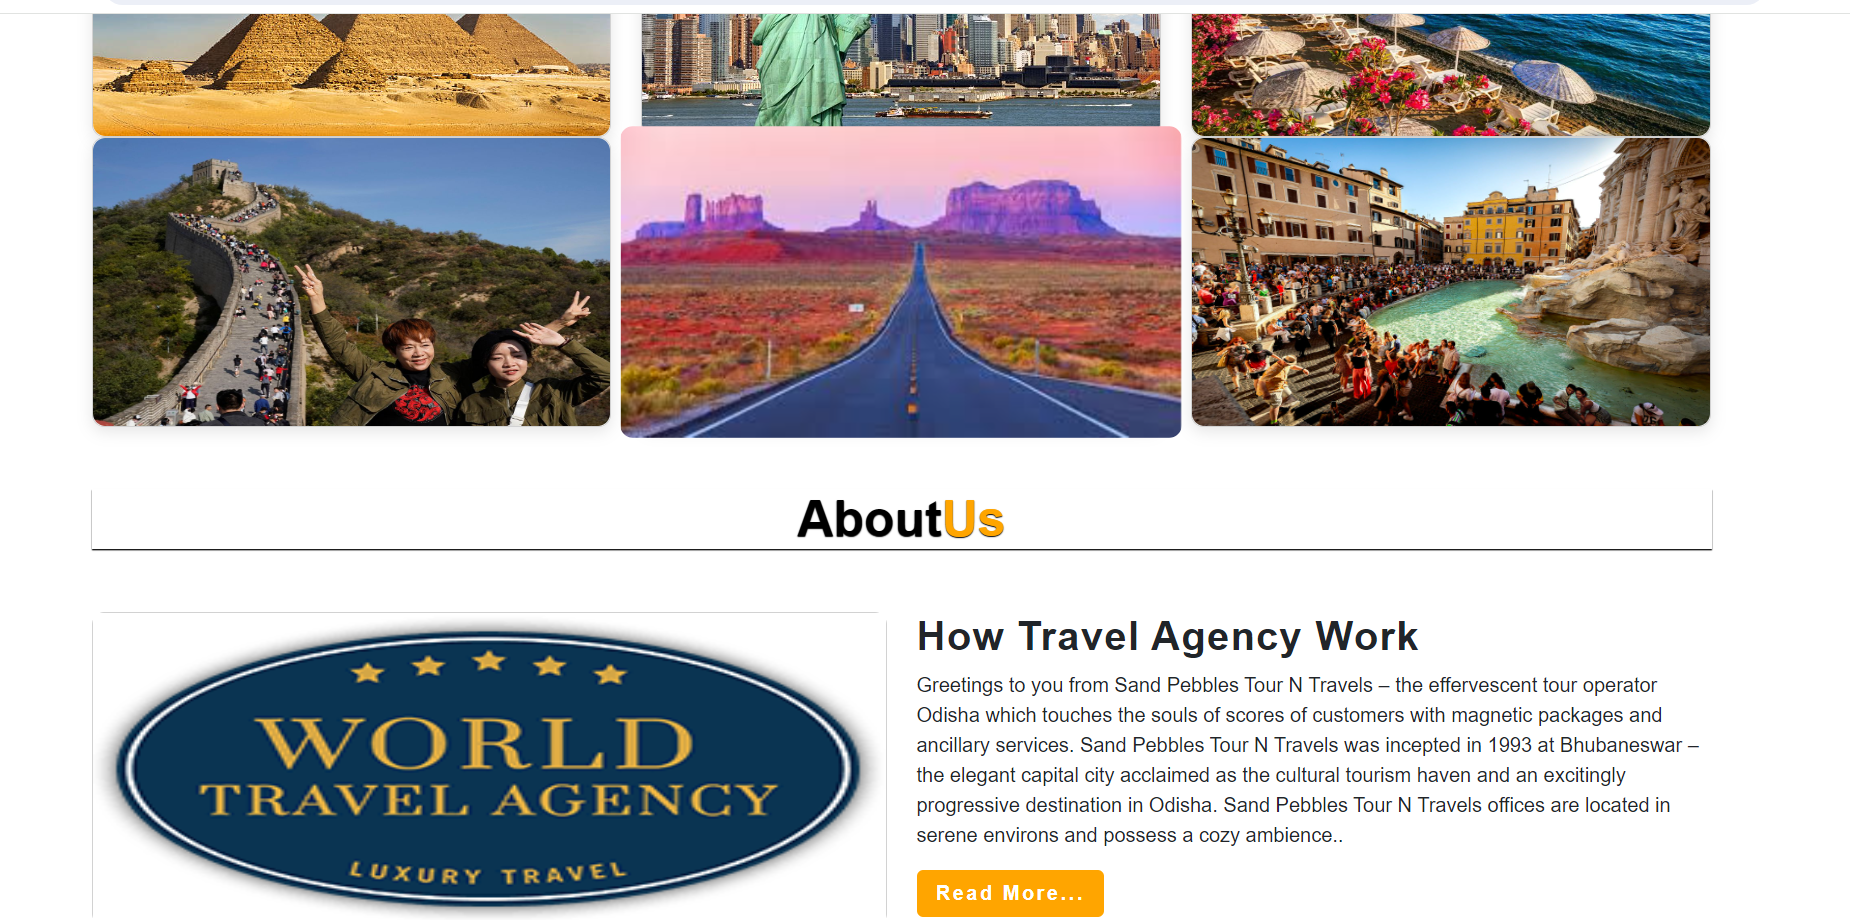 AboutUs
WORLD
TRAVEL AGENCY
LUXURY TRAVEL
How Travel Agency Work
Greetings to you from Sand Pebbles Tour N Travels – the effervescent tour operator
Odisha which touches the souls of scores of customers with magnetic packages and
ancillary services. Sand Pebbles Tour N Travels was incepted in 1993 at Bhubaneswar –
the elegant capital city acclaimed as the cultural tourism haven and an excitingly
progressive destination in Odisha. Sand Pebbles Tour N Travels offices are located in
serene environs and possess a cozy ambience..
Read More...